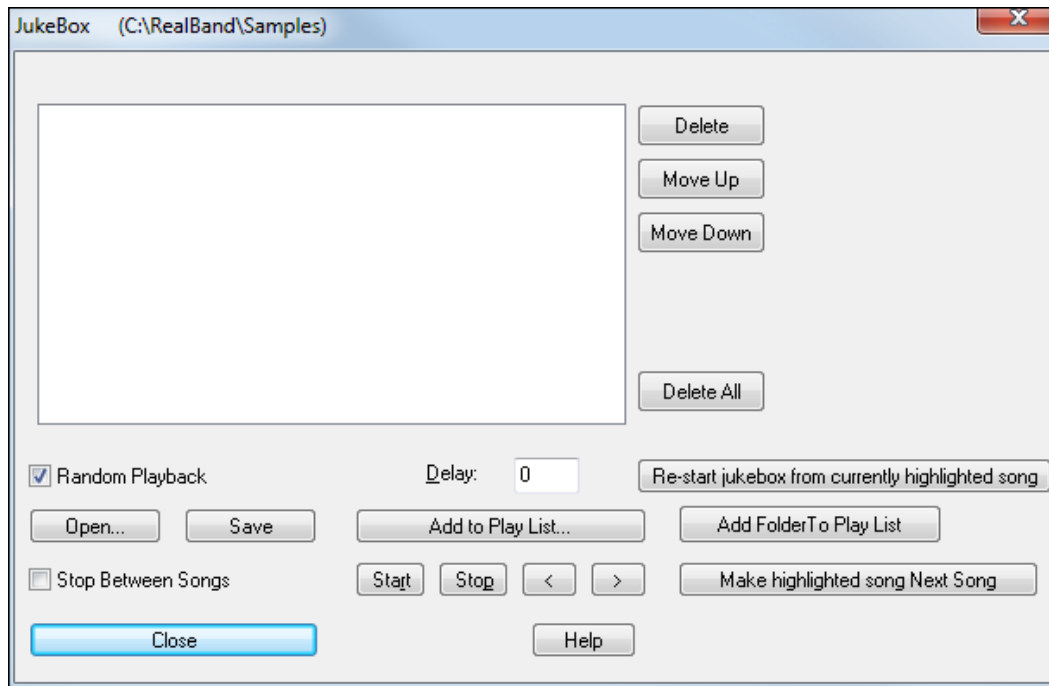 JukeBox (C:\RealBand\Samples)
Delete
Move Up
Move Down
Delete All
Random Playback Delay: 0 Re-start jukebox from currently highlighted song
Open... Save Add to Play List... Add FolderTo Play List
Stop Between Songs Start Stop < > Make highlighted song Next Song
Close Help